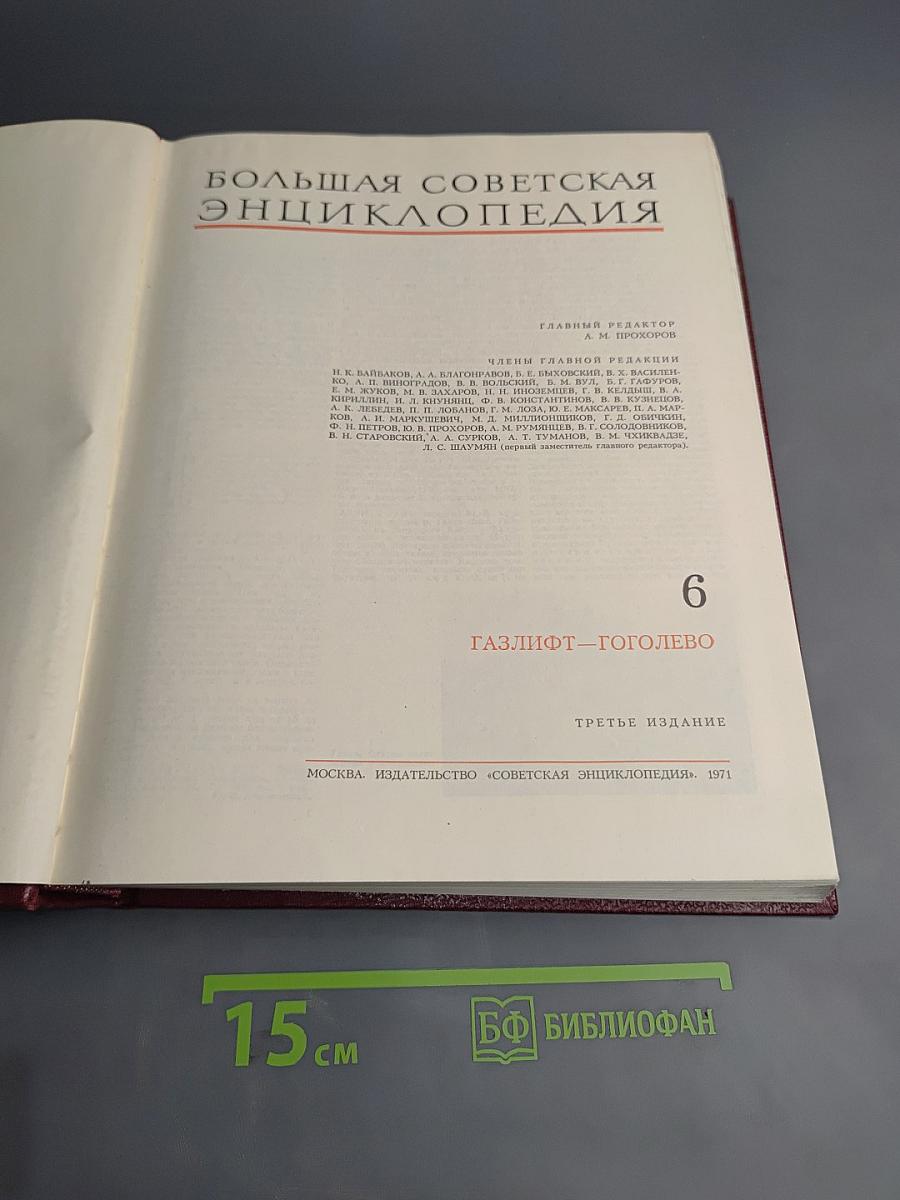 БОЛЬШАЯ СОВЕТСКАЯ
ЭНЦИКЛОПЕДИЯ
ГЛАВНЫЙ РЕДАКТОР
А. М. ПРОХОРОВ
ЧЛЕНЫ ГЛАВНОЙ РЕДАКЦИИ
Н. К. БАЙБАКОВ, А. А. БЛАГОНРАВОВ, Б. Е. БЫХОВСКИЙ, В. Х. ВАСИЛЕН-
КО, А. П. ВИНОГРАДОВ, В. В. ВОЛЬСКИЙ, Б. М. ВУЛ, Б. Г. ГАФУРОВ,
Е. М. ЖУКОВ, М. В. ЗАХАРОВ, Н. Н. ИНОЗЕМЦЕВ, Г. В. КЕЛДЫШ, В. А.
КИРИЛЛИН, И. Л. КНУНЯНЦ, Ф. В. КОНСТАНТИНОВ, В. В. КУЗНЕЦОВ,
А. К. ЛЕБЕДЕВ, П. П. ЛОБАНОВ, Г. М. ЛОЗА, Ю. Е. МАКСАРЕВ, П. А. МАР-
КОВ, А. И. МАРКУШЕВИЧ, М. Д. МИЛЛИОНЩИКОВ, Г. Д. ОБИЧКИН,
Ф. Н. ПЕТРОВ, Ю. В. ПРОХОРОВ, А. М. РУМЯНЦЕВ, В. Г. СОЛОДОВНИКОВ,
В. Н. СТАРОВСКИЙ, А. А. СУРКОВ, А. Т. ТУМАНОВ, В. М. ЧХИКВАДЗЕ,
Л. С. ШАУМЯН (первый заместитель главного редактора).
6
ГАЗЛИФТ—ГОГОЛЕВО
ТРЕТЬЕ ИЗДАНИЕ
МОСКВА. ИЗДАТЕЛЬСТВО «СОВЕТСКАЯ ЭНЦИКЛОПЕДИЯ». 1971
15 см
БФ БИБЛИОФАН